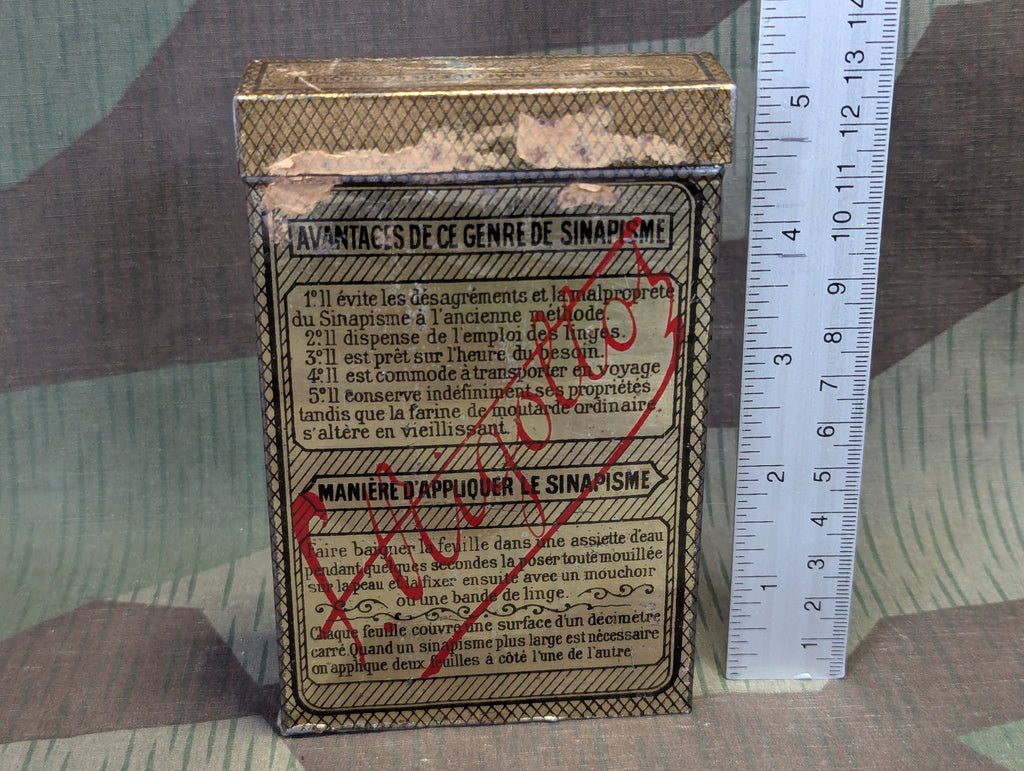 AVANTAGES DE CE GENRE DE SINAPISME
1º Il évite les désagréments et la malpropreté
du Sinapisme à l'ancienne méthode.
2º Il dispense de l'emploi des linges.
3º Il est prêt sur l'heure du besoin.
4º Il est commode à transporter en voyage
5º Il conserve indéfiniment ses propriétés
tandis que la farine de moutarde ordinaire,
s'altère en vieillissant.
MANIÈRE D'APPLIQUER LE SINAPISME
Faire baigner la feuille dans une assiette d'eau
pendant quelques secondes la poser toute mouillée
sur la peau et la fixer ensuite avec un mouchoir
ou une bande de linge.
Chaque feuille couvre une surface d'un décimètre
carré. Quand un sinapisme plus large est nécessaire
on applique deux feuilles à côté l'une de l'autre
5
4
3
2
1
14
13
12
11
10
9
8
7
6
5
4
3
2
1